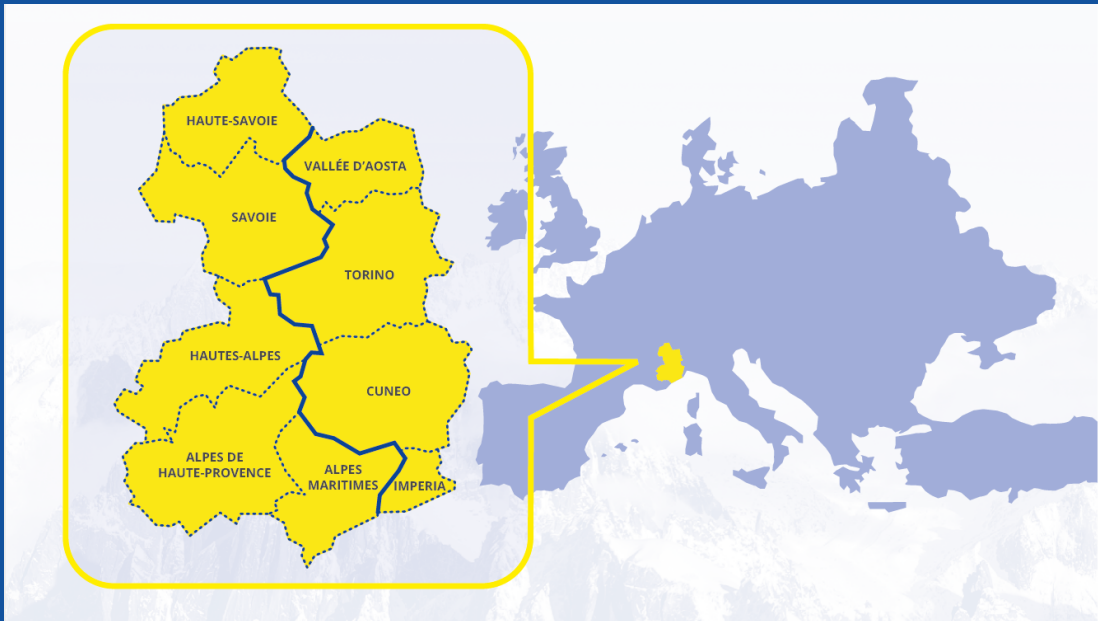 HAUTE-SAVOIE
VALLÉE D'AOSTA
SAVOIE
TORINO
HAUTES-ALPES
CUNEO
ALPES DE
HAUTE-PROVENCE
ALPES
MARITIMES
IMPERIA